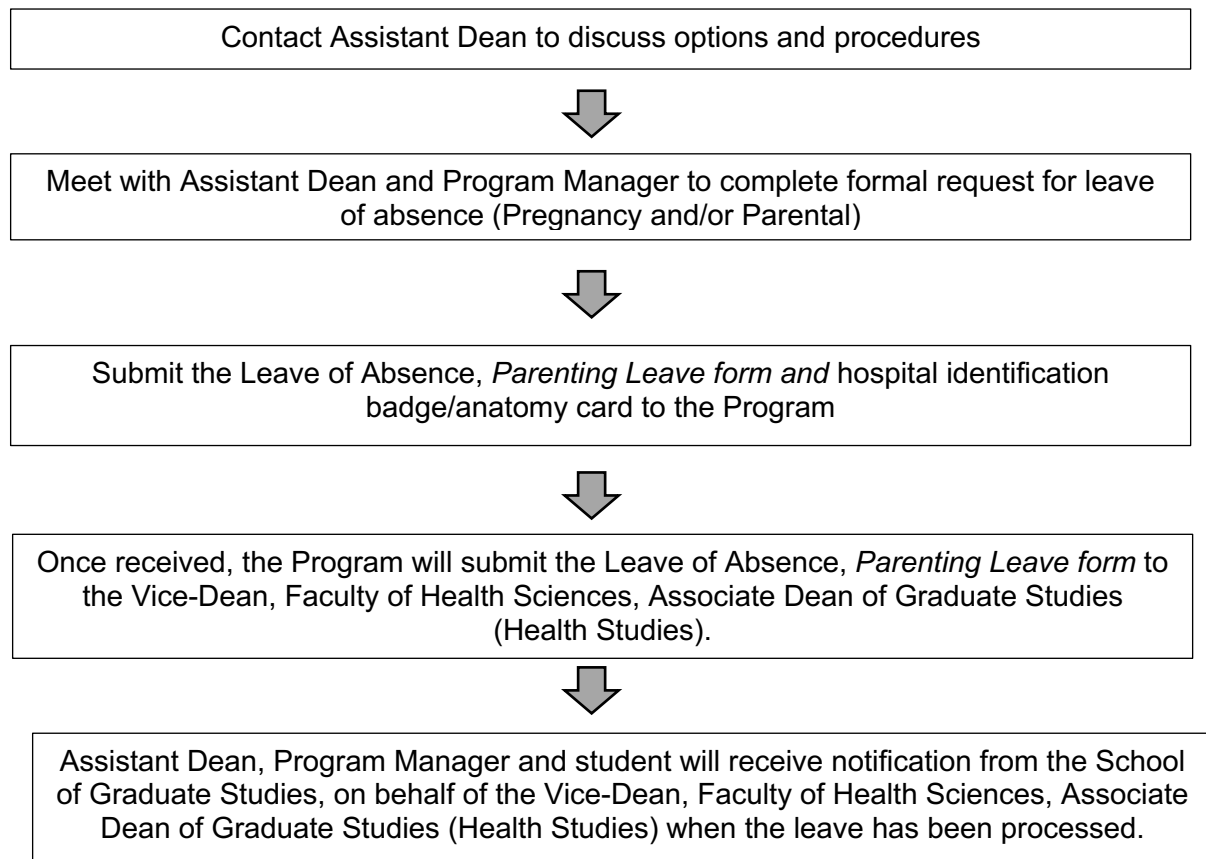 Contact Assistant Dean to discuss options and procedures
Meet with Assistant Dean and Program Manager to complete formal request for leave
of absence (Pregnancy and/or Parental)
Submit the Leave of Absence, Parenting Leave form and hospital identification
badge/anatomy card to the Program
Once received, the Program will submit the Leave of Absence, Parenting Leave form to
the Vice-Dean, Faculty of Health Sciences, Associate Dean of Graduate Studies
(Health Studies).
Assistant Dean, Program Manager and student will receive notification from the School
of Graduate Studies, on behalf of the Vice-Dean, Faculty of Health Sciences, Associate
Dean of Graduate Studies (Health Studies) when the leave has been processed.